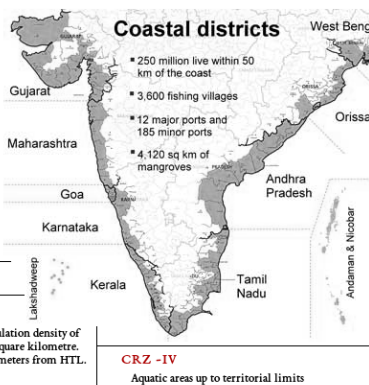 Coastal districts
West Beng
250 million live within 50
km of the coast
3,600 fishing villages
12 major ports and
185 minor ports
4,120 sq km of
mangroves
GUJARAT
Gujarat
Maharashtra
Goa
Karnataka
Kerala
Lakshadweep
Tamil
Nadu
Andhra
Pradesh
ORISSA
Orissa
Andaman & Nicobar
ulation density of
quare kilometre.
meters from HTL.
CRZ -IV
Aquatic areas up to territorial limits